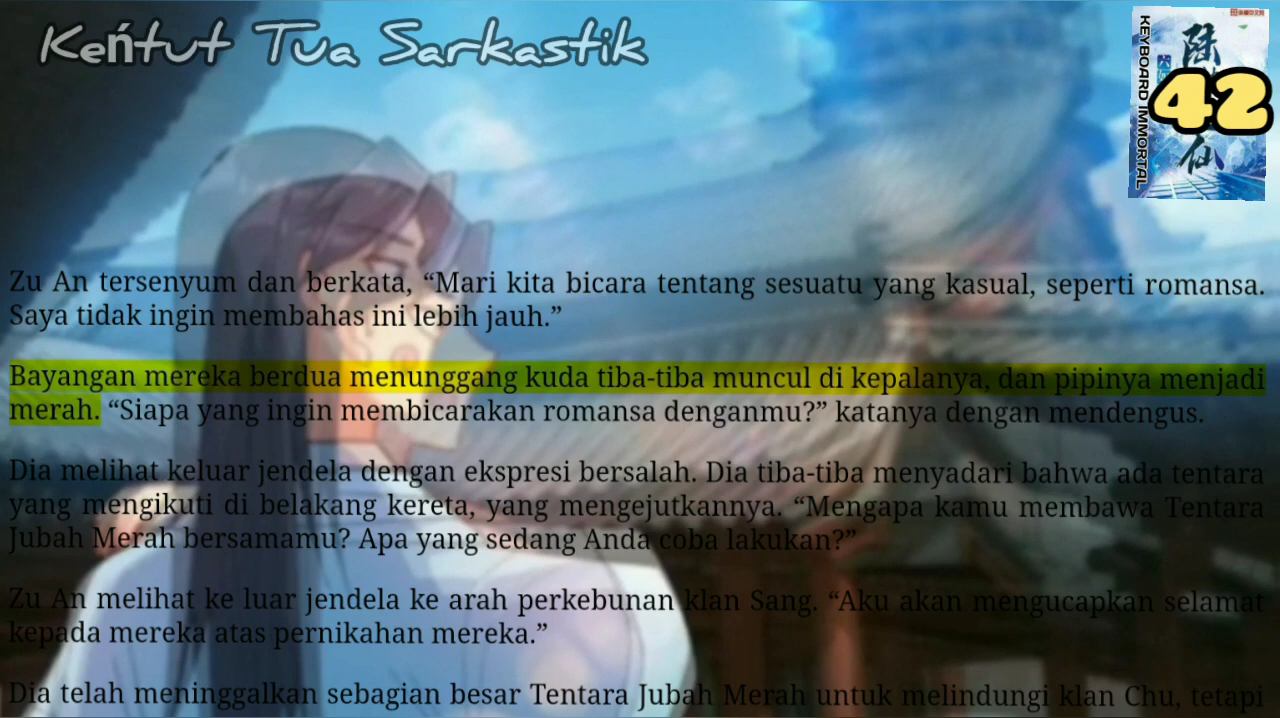 Keńtut Tua Sarkastik
KEYBOARD IMMORTAL
42
Zu An tersenyum dan berkata, “Mari kita bicara tentang sesuatu yang kasual, seperti romansa.
Saya tidak ingin membahas ini lebih jauh.”
Bayangan mereka berdua menunggang kuda tiba-tiba muncul di kepalanya, dan pipinya menjadi
merah. “Siapa yang ingin membicarakan romansa denganmu?” katanya dengan mendengus.
Dia melihat keluar jendela dengan ekspresi bersalah. Dia tiba-tiba menyadari bahwa ada tentara
yang mengikuti di belakang kereta, yang mengejutkannya. “Mengapa kamu membawa Tentara
Jubah Merah bersamamu? Apa yang sedang Anda coba lakukan?”
Zu An melihat ke luar jendela ke arah perkebunan klan Sang. “Aku akan mengucapkan selamat
kepada mereka atas pernikahan mereka.”
Dia telah meninggalkan sebagian besar Tentara Jubah Merah untuk melindungi klan Chu, tetapi